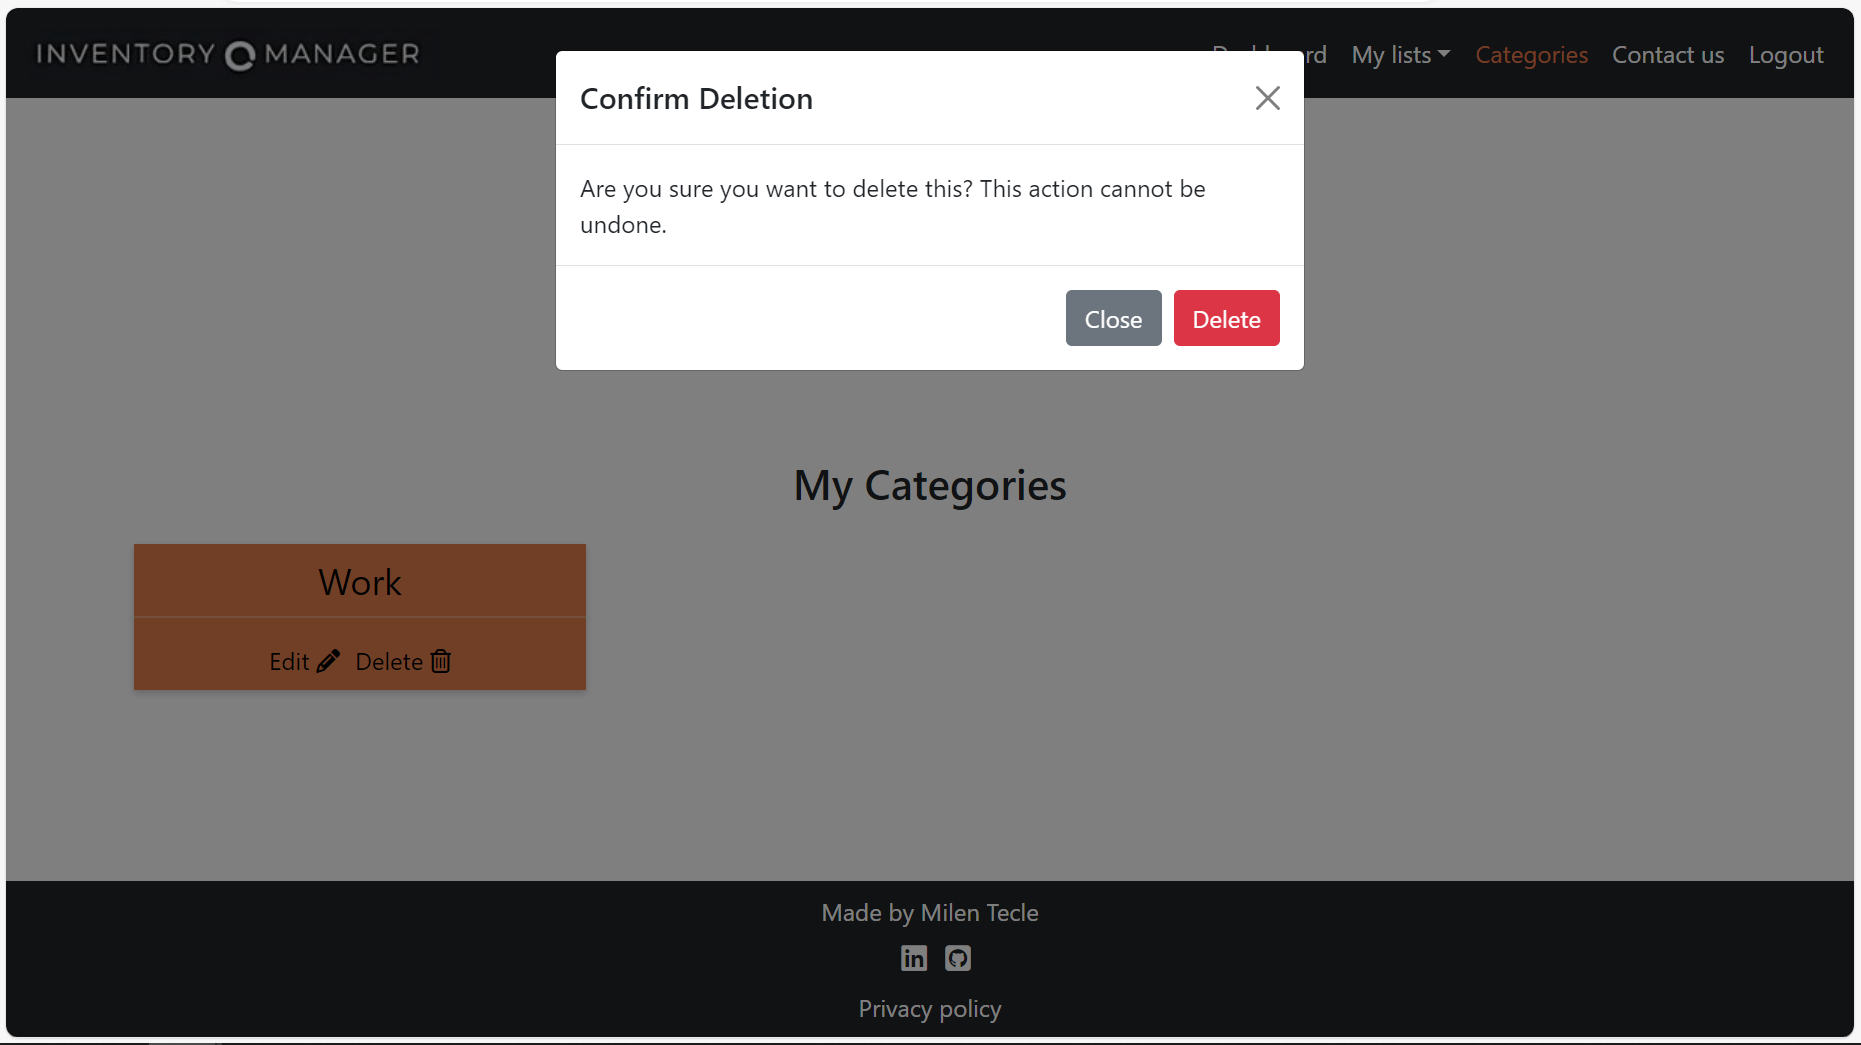 INVENTORY MANAGER
rd My lists Categories Contact us Logout
Confirm Deletion
Are you sure you want to delete this? This action cannot be
undone.
Close Delete
My Categories
Work
Edit Delete
Made by Milen Tecle
Privacy policy